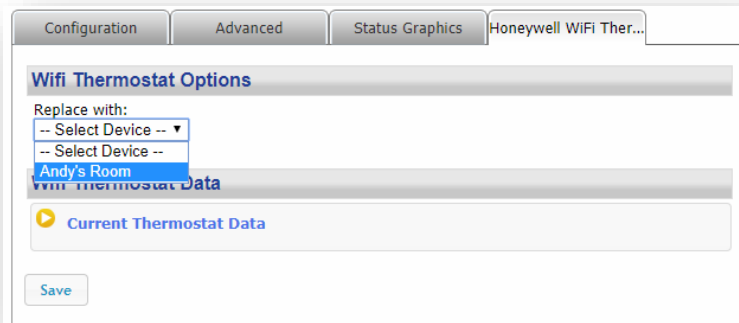 Configuration Advanced Status Graphics Honeywell WiFi Ther...
Wifi Thermostat Options
Replace with:
-- Select Device --
-- Select Device --
Andy's Room
Wifi Thermostat Data
Current Thermostat Data
Save